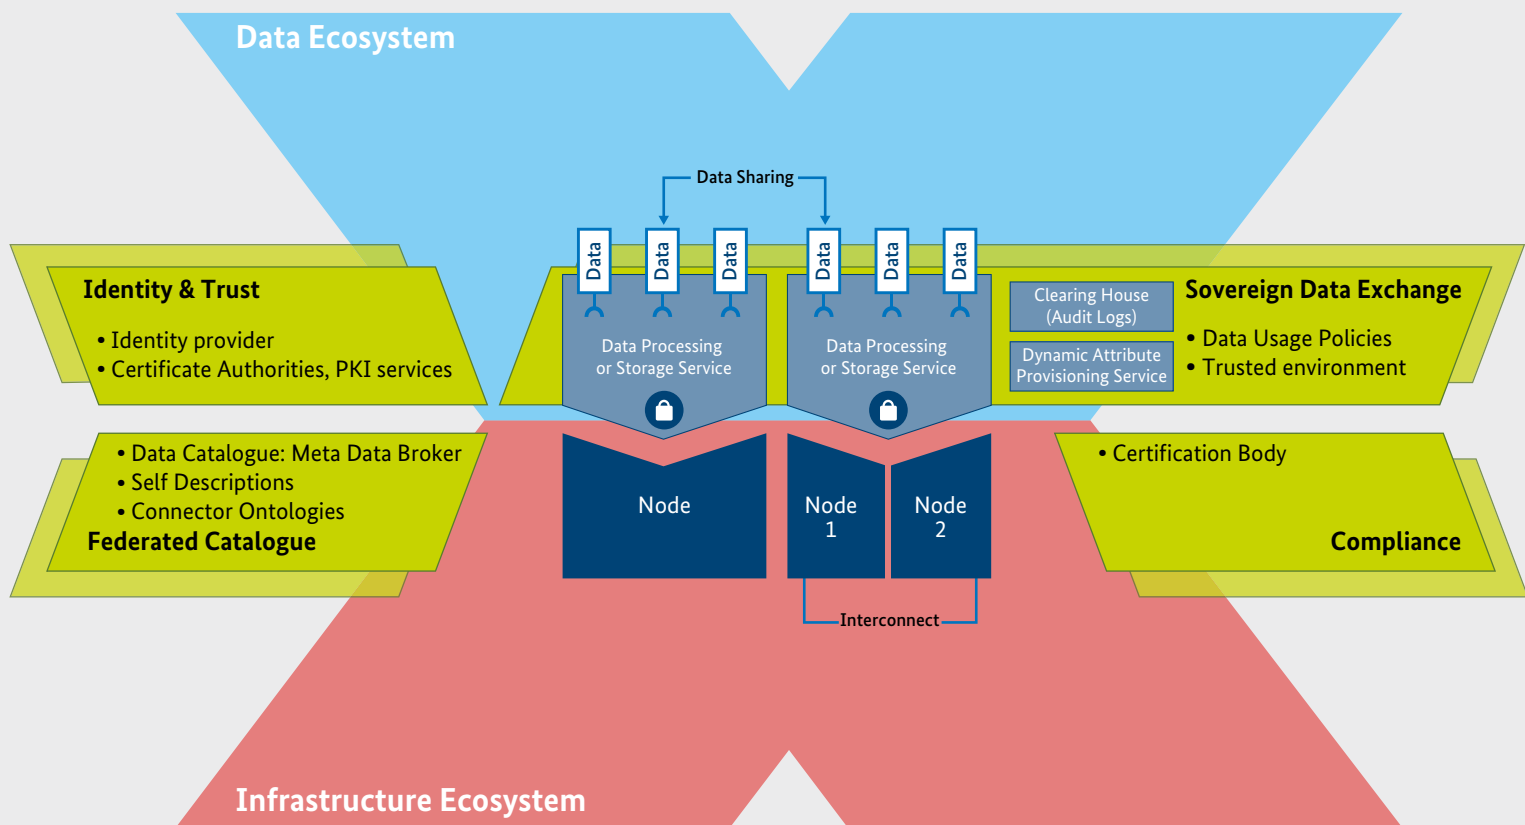 Data Ecosystem
Data Sharing
Data
Data
Data
Data
Data
Data
Identity & Trust
• Identity provider
• Certificate Authorities, PKI services
Data Processing
or Storage Service
Data Processing
or Storage Service
Clearing House
(Audit Logs)
Dynamic Attribute
Provisioning Service
Sovereign Data Exchange
• Data Usage Policies
• Trusted environment
• Data Catalogue: Meta Data Broker
• Self Descriptions
• Connector Ontologies
Federated Catalogue
Node
Node
1
Node
2
• Certification Body
Compliance
Interconnect
Infrastructure Ecosystem